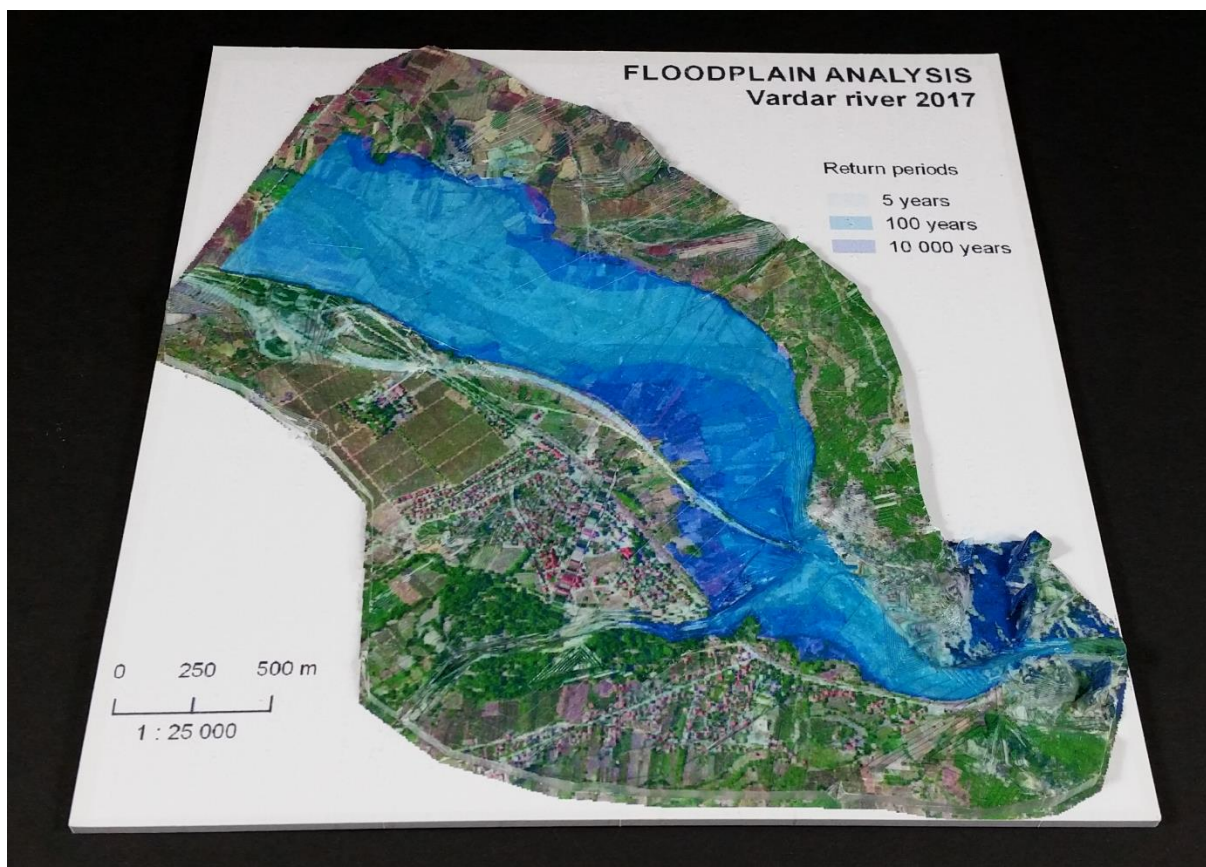 FLOODPLAIN ANALYSIS
Vardar river 2017
Return periods
5 years
100 years
10 000 years
0 250 500 m
1 : 25 000